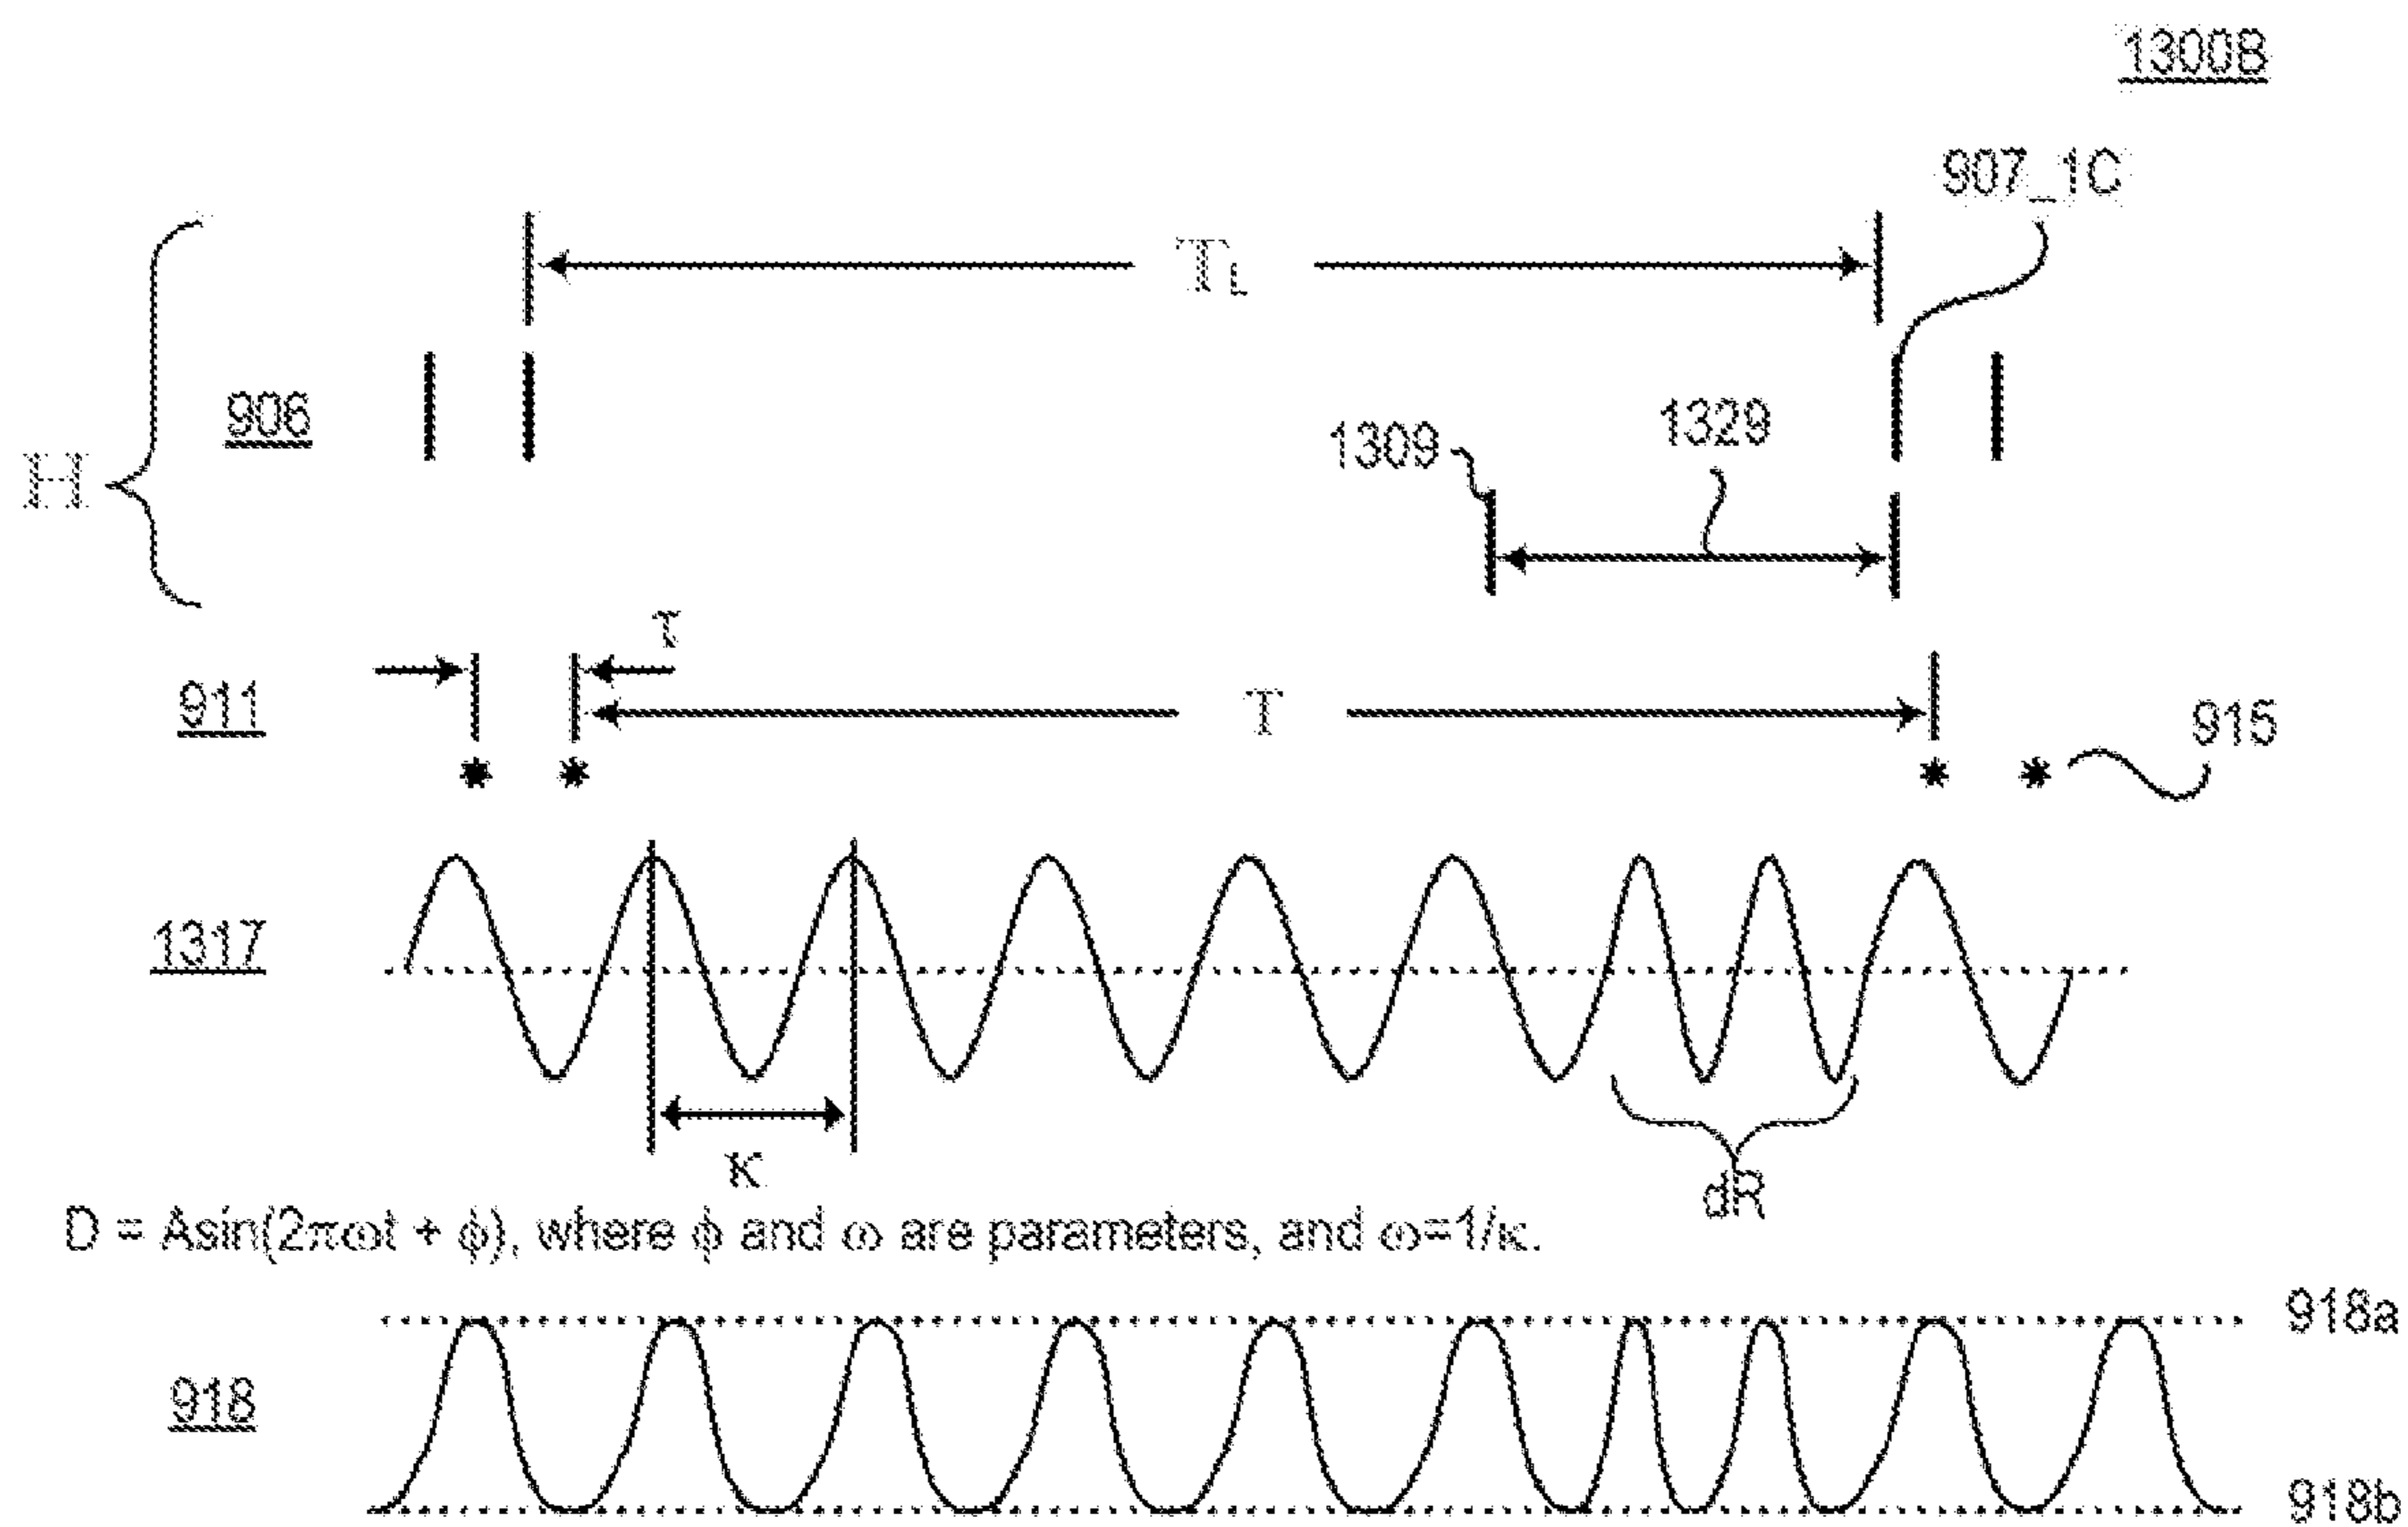 1300B
907_1C
TL
906
1309
1329
H
τ
911
T
915
1317
κ
dR
D = Asin(2πωt + ϕ), where ϕ and ω are parameters, and ω=1/κ.
918a
918
918b